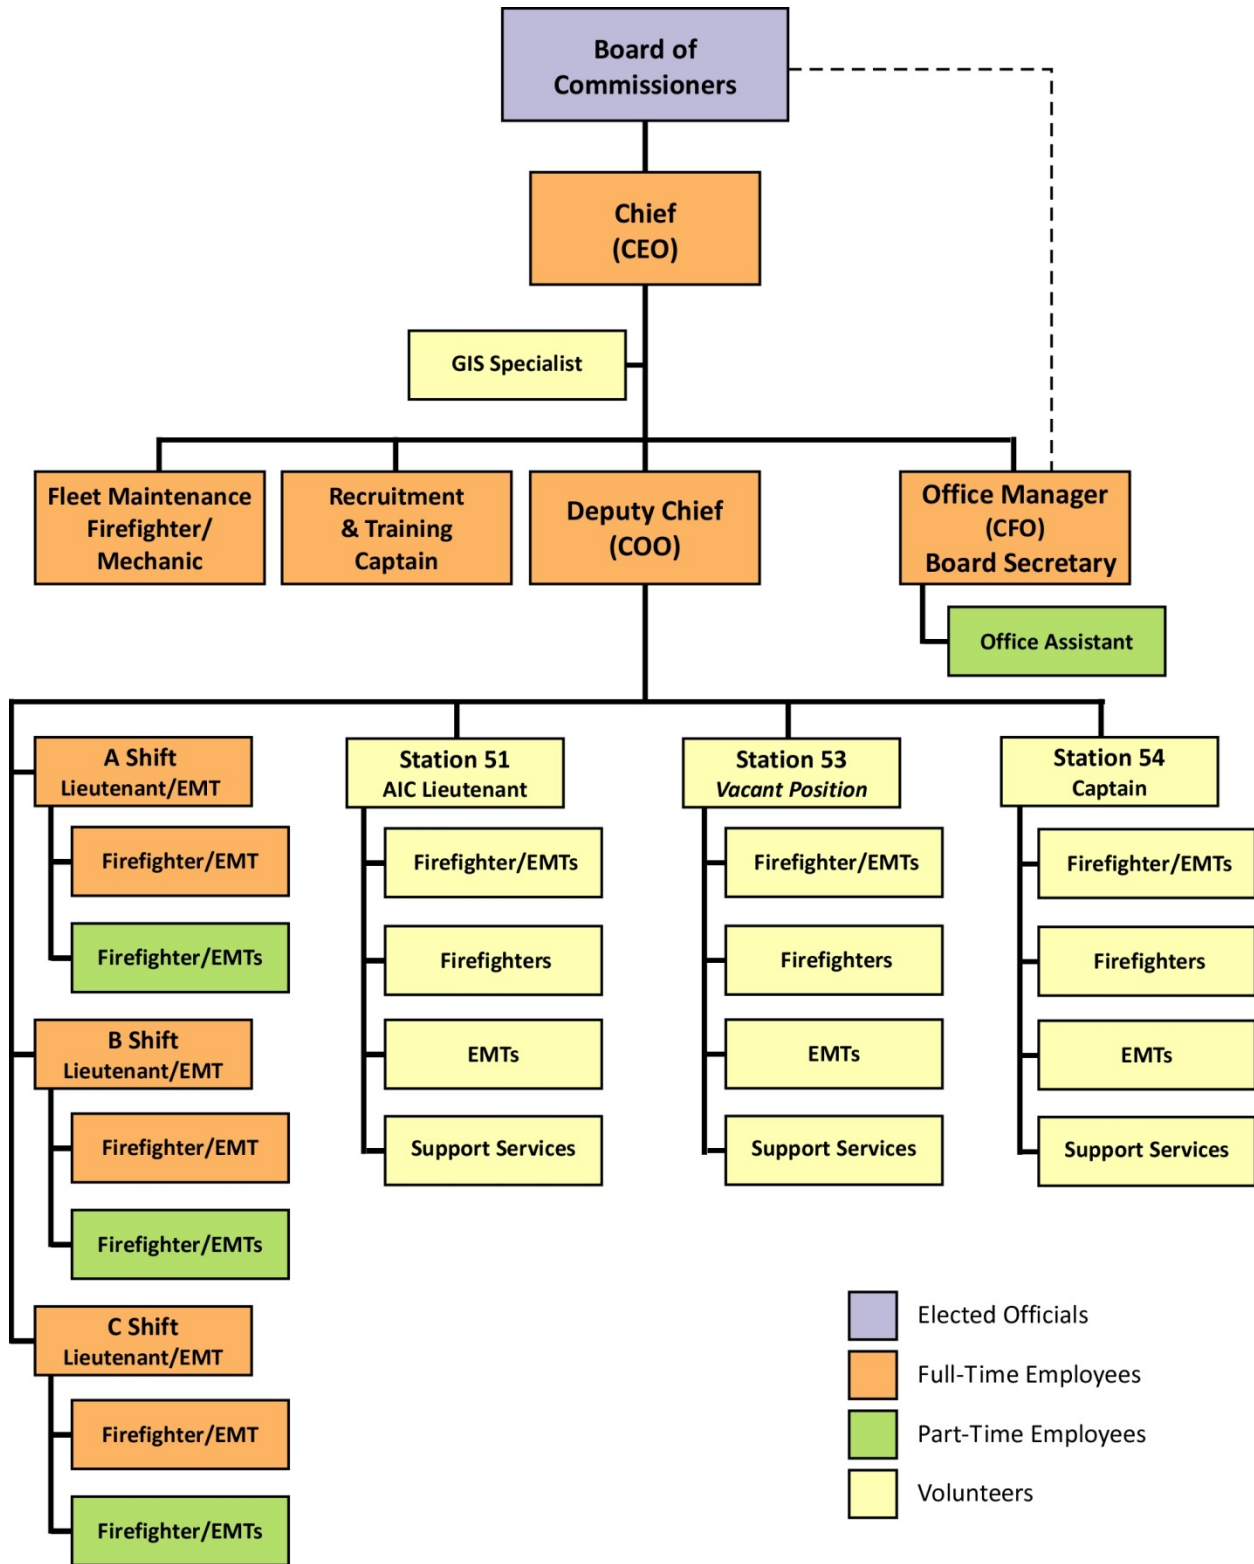 Board of
Commissioners
Chief
(CEO)
GIS Specialist
Fleet Maintenance
Firefighter/
Mechanic
Recruitment
& Training
Captain
Deputy Chief
(COO)
Office Manager
(CFO)
Board Secretary
Office Assistant
A Shift
Lieutenant/EMT
Firefighter/EMT
Firefighter/EMTs
B Shift
Lieutenant/EMT
Firefighter/EMT
Firefighter/EMTs
C Shift
Lieutenant/EMT
Firefighter/EMT
Firefighter/EMTs
Station 51
AIC Lieutenant
Firefighter/EMTs
Firefighters
EMTs
Support Services
Station 53
Vacant Position
Firefighter/EMTs
Firefighters
EMTs
Support Services
Station 54
Captain
Firefighter/EMTs
Firefighters
EMTs
Support Services
Elected Officials
Full-Time Employees
Part-Time Employees
Volunteers